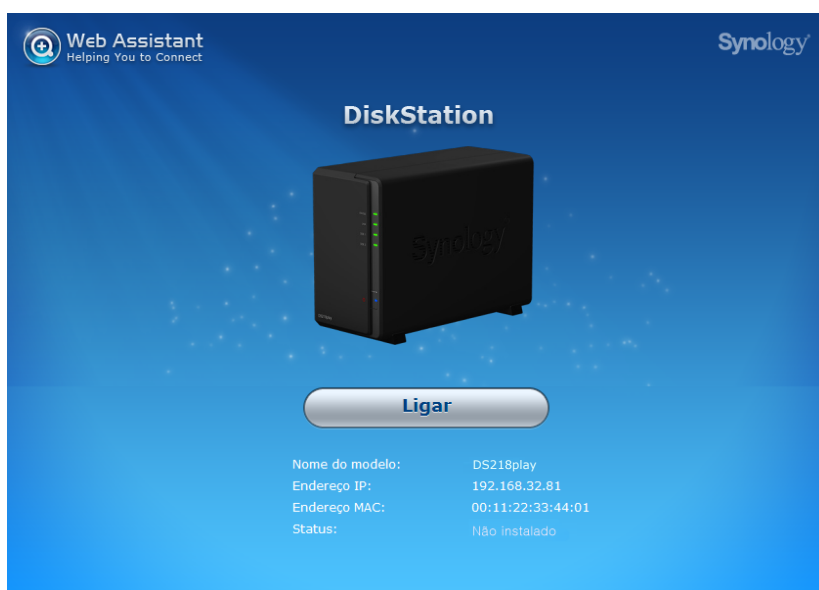 Web Assistant
Helping You to Connect
Synology
DiskStation
Synology
Ligar
Nome do modelo: DS218play
Endereço IP: 192.168.32.81
Endereço MAC: 00:11:22:33:44:01
Status: Não instalado